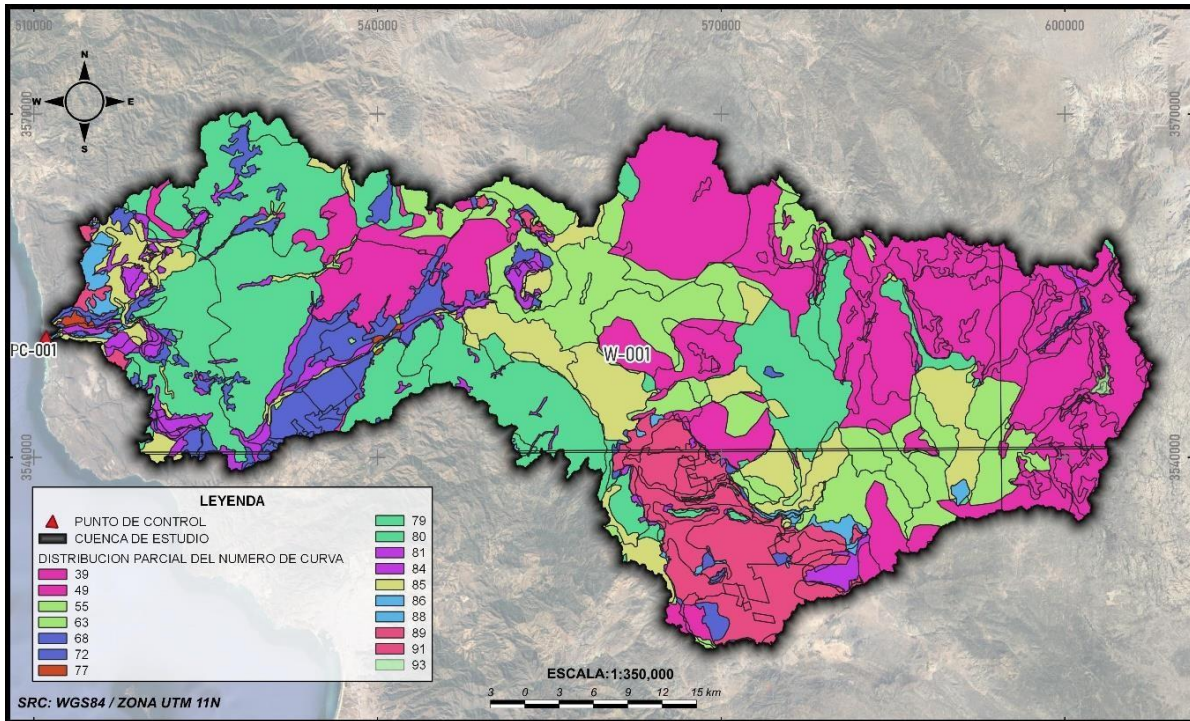 510000
540000
570000
600000
N
W
E
S
3570000
3570000
PC-001
W-001
3540000
3540000
LEYENDA
PUNTO DE CONTROL
CUENCA DE ESTUDIO
DISTRIBUCION PARCIAL DEL NUMERO DE CURVA
39
49
55
63
68
72
77
79
80
81
84
85
86
88
89
91
93
ESCALA:1:350,000
3 0 3 6 9 12 15 km
SRC: WGS84 / ZONA UTM 11N